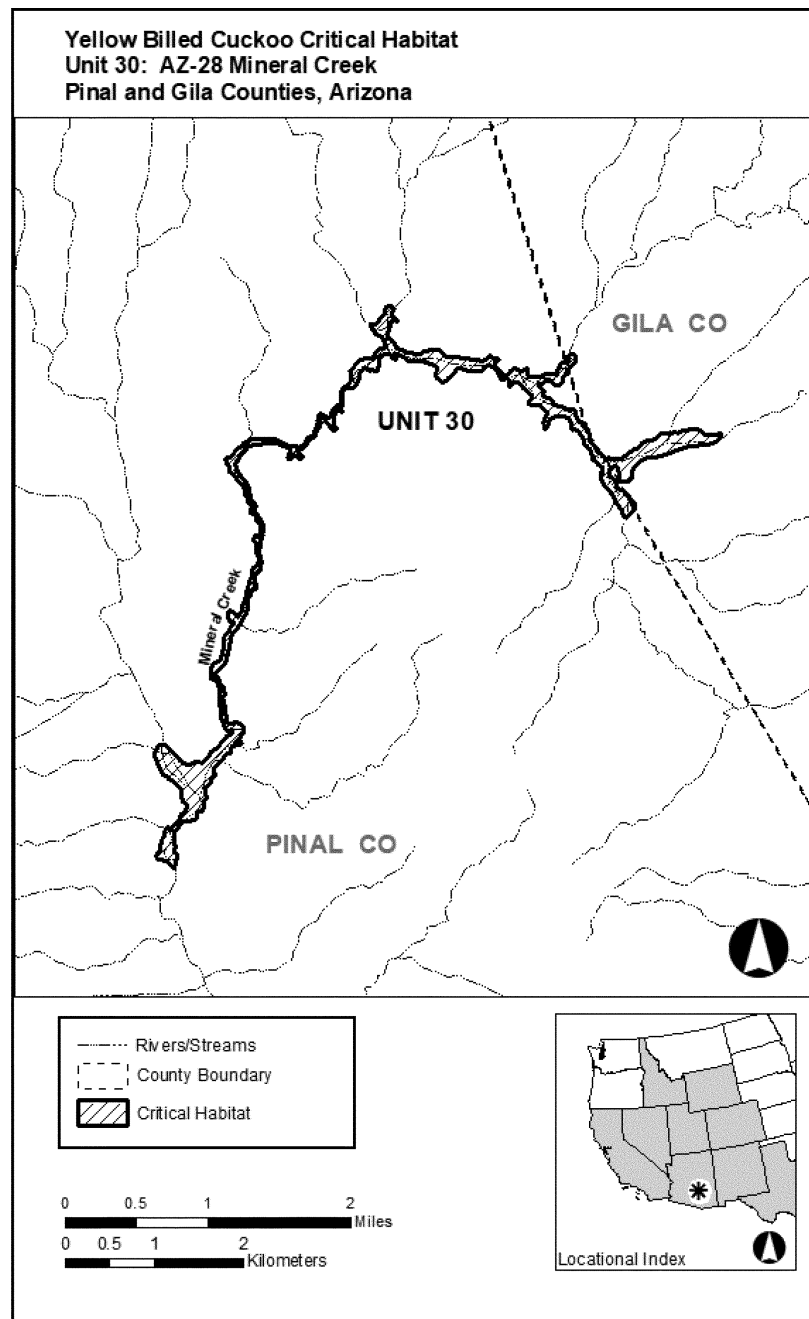 Yellow Billed Cuckoo Critical Habitat
Unit 30: AZ-28 Mineral Creek
Pinal and Gila Counties, Arizona
GILA CO
UNIT 30
Mineral Creek
PINAL CO
Rivers/Streams
County Boundary
Critical Habitat
0 0.5 1 2
Miles
0 0.5 1 2
Kilometers
Locational Index